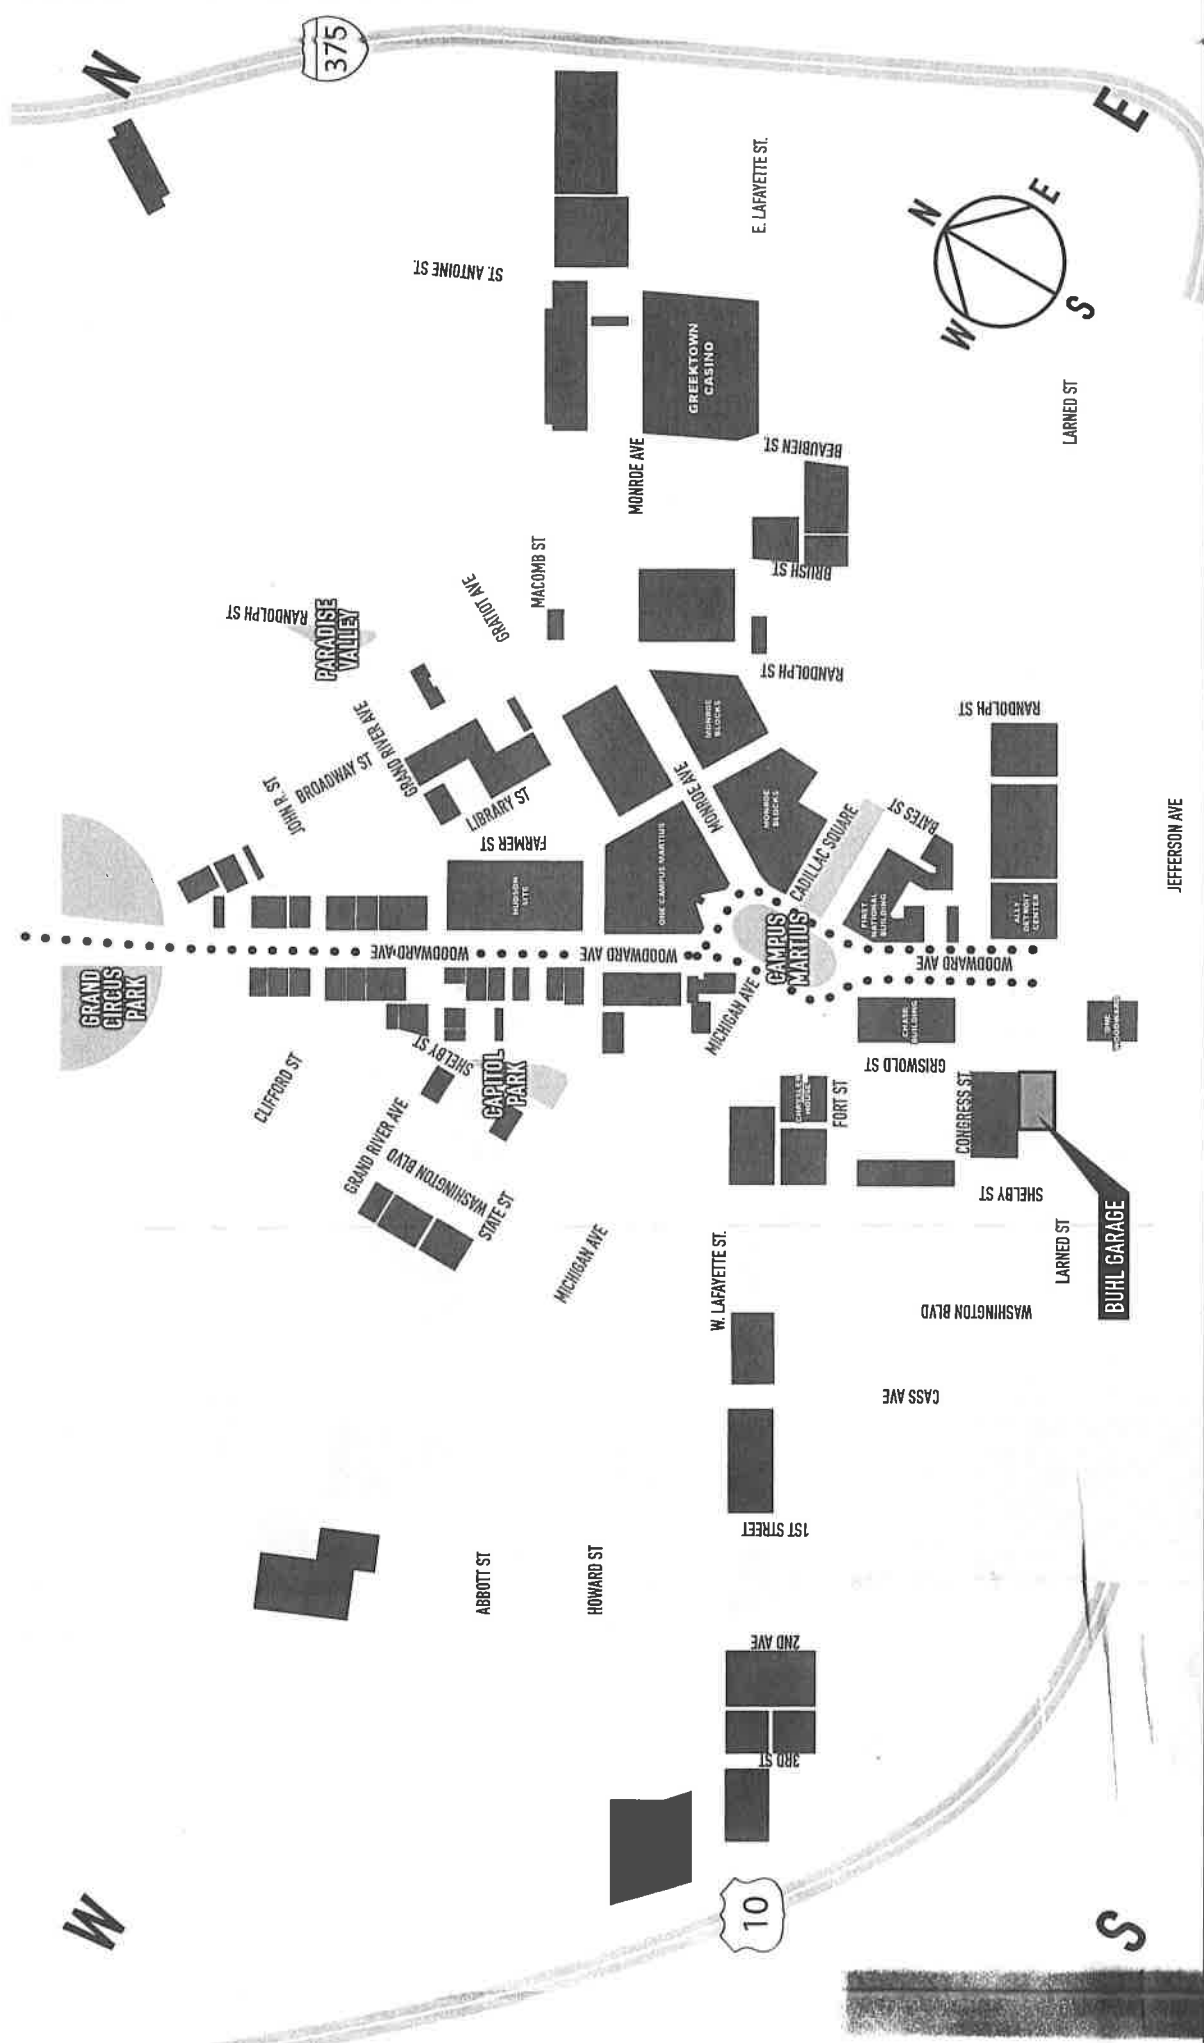 N
375
E
ST. ANTOINE ST.
E. LAFAYETTE ST.
N
E
W
S
GREEKTOWN
CASINO
MONROE AVE
BEAUBIEN ST.
LARNED ST
MACOMB ST
BRUSH ST
GRATIOT AVE
RANDOLPH ST
PARADISE
VALLEY
RANDOLPH ST
RANDOLPH ST
MONROE
BLOCKS
GRAND RIVER AVE
BROADWAY ST
JOHN R. ST
LIBRARY ST
FARMER ST
MONROE AVE
MONROE
BLOCKS
CADILLAC SQUARE
BATES ST
JEFFERSON AVE
HUDSON
SITE
ONE CAMPUS MARTIUS
FIRST
NATIONAL
BUILDING
ALLY
DETROIT
CENTER
WOODWARD AVE
WOODWARD AVE
WOODWARD AVE
CAMPUS
MARTIUS
WOODWARD AVE
GRAND
CIRCUS
PARK
MICHIGAN AVE
CHASE
BUILDING
ONE
WOODWARD
SHELBY ST
CAPITOL
PARK
GRISWOLD ST
CLIFFORD ST
CHRYSLER
HOUSE
FORT ST
CONGRESS ST.
GRAND RIVER AVE
WASHINGTON BLVD
STATE ST
SHELBY ST
MICHIGAN AVE
W. LAFAYETTE ST.
LARNED ST
BUHL GARAGE
WASHINGTON BLVD
CASS AVE
1ST STREET
ABBOTT ST
HOWARD ST
2ND AVE
3RD ST
10
W
S